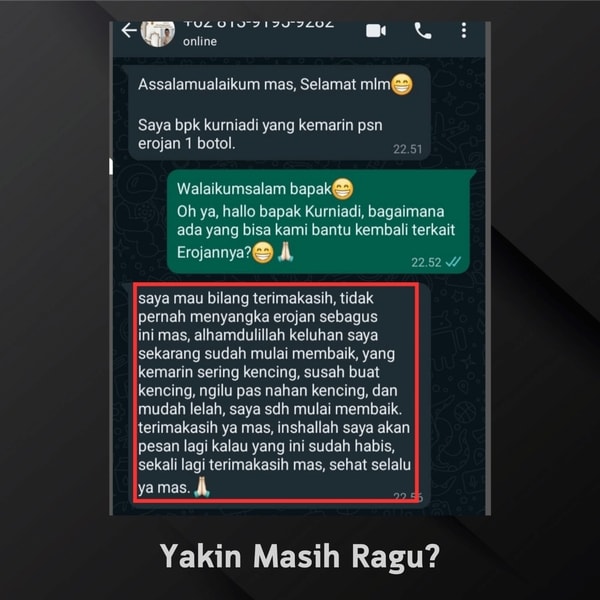 +62 813-9193-9282
online
Assalamualaikum mas, Selamat mlm😁
Saya bpk kurniadi yang kemarin psn
erojan 1 botol.
22.51
Walaikumsalam bapak😁
Oh ya, hallo bapak Kurniadi, bagaimana
ada yang bisa kami bantu kembali terkait
Erojannya?😁🙏🏻
22.52
saya mau bilang terimakasih, tidak
pernah menyangka erojan sebagus
ini mas, alhamdulillah keluhan saya
sekarang sudah mulai membaik, yang
kemarin sering kencing, susah buat
kencing, ngilu pas nahan kencing, dan
mudah lelah, saya sdh mulai membaik.
terimakasih ya mas, inshallah saya akan
pesan lagi kalau yang ini sudah habis,
sekali lagi terimakasih mas, sehat selalu
ya mas.🙏🏻
22.56
Yakin Masih Ragu?